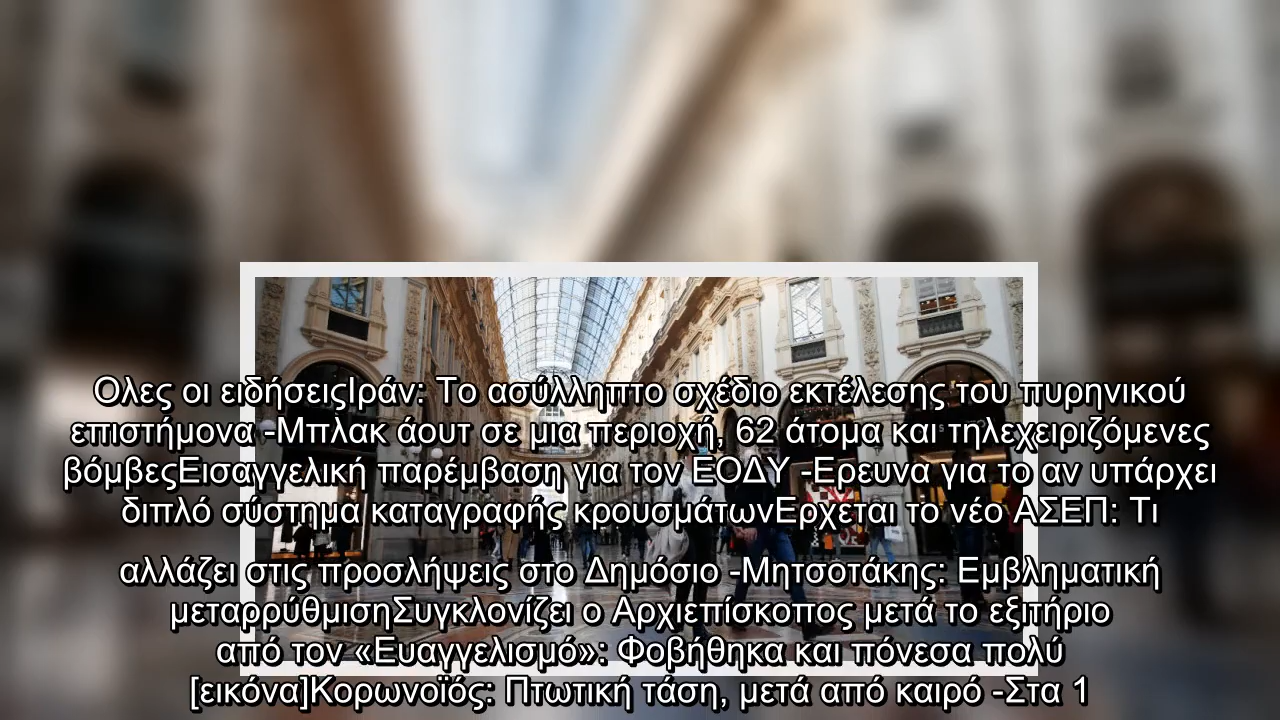 Ολες οι ειδήσειςΙράν: Το ασύλληπτο σχέδιο εκτέλεσης του πυρηνικού
επιστήμονα -Μπλακ άουτ σε μια περιοχή, 62 άτομα και τηλεχειριζόμενες
βόμβεςΕισαγγελική παρέμβαση για τον ΕΟΔΥ -Ερευνα για το αν υπάρχει
διπλό σύστημα καταγραφής κρουσμάτωνΕρχεται το νέο ΑΣΕΠ: Τι
αλλάζει στις προσλήψεις στο Δημόσιο -Μητσοτάκης: Εμβληματική
μεταρρύθμισηΣυγκλονίζει ο Αρχιεπίσκοπος μετά το εξιτήριο
από τον «Ευαγγελισμό»: Φοβήθηκα και πόνεσα πολύ
[εικόνα]Κορωνοϊός: Πτωτική τάση, μετά από καιρό -Στα 1